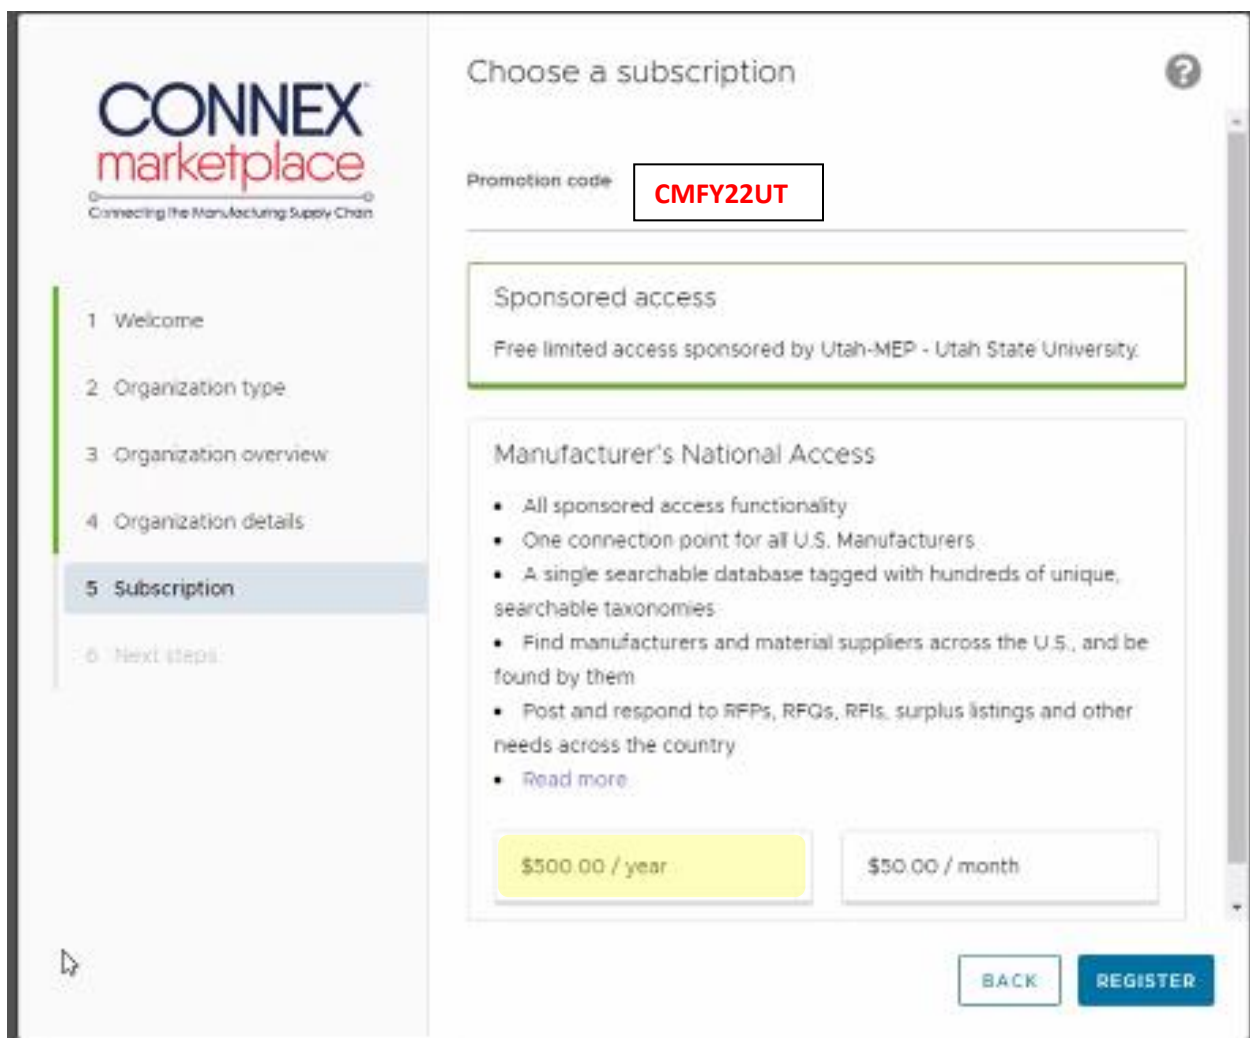 CONNEX
marketplace
Connecting the Manufacturing Supply Chain
1 Welcome
2 Organization type
3 Organization overview
4 Organization details
5 Subscription
6 Next steps
Choose a subscription
?
Promotion code
CMFY22UT
Sponsored access
Free limited access sponsored by Utah-MEP - Utah State University.
Manufacturer's National Access
• All sponsored access functionality
• One connection point for all U.S. Manufacturers
• A single searchable database tagged with hundreds of unique,
searchable taxonomies
• Find manufacturers and material suppliers across the U.S., and be
found by them
• Post and respond to RFPs, RFQs, RFIs, surplus listings and other
needs across the country
• Read more
$500.00 / year
$50.00 / month
BACK
REGISTER